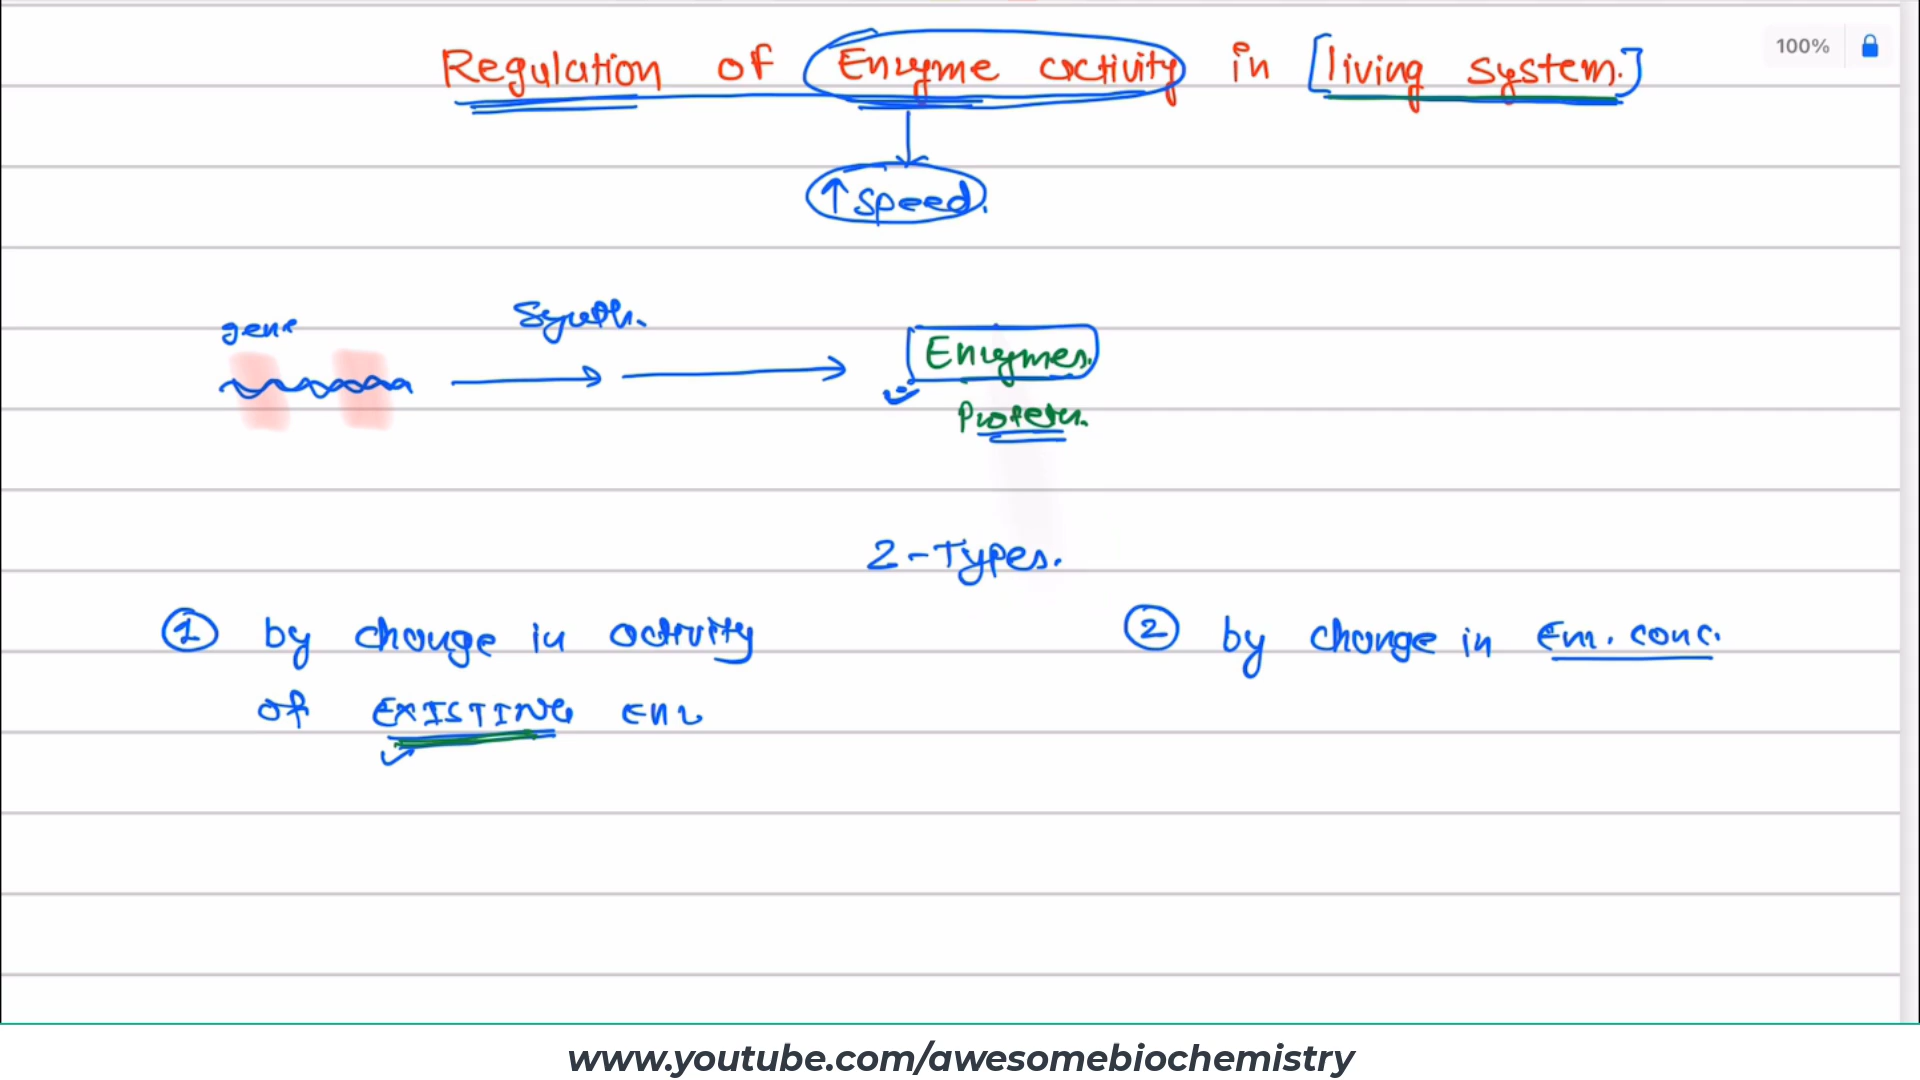 Regulation of Enzyme activity in [living system.]
100%
↑ speed.
gene
Synth.
Enzymes.
Protein.
2-Types.
① by change in activity
of EXISTING Enz
② by change in Enz. conc.
www.youtube.com/awesomebiochemistry